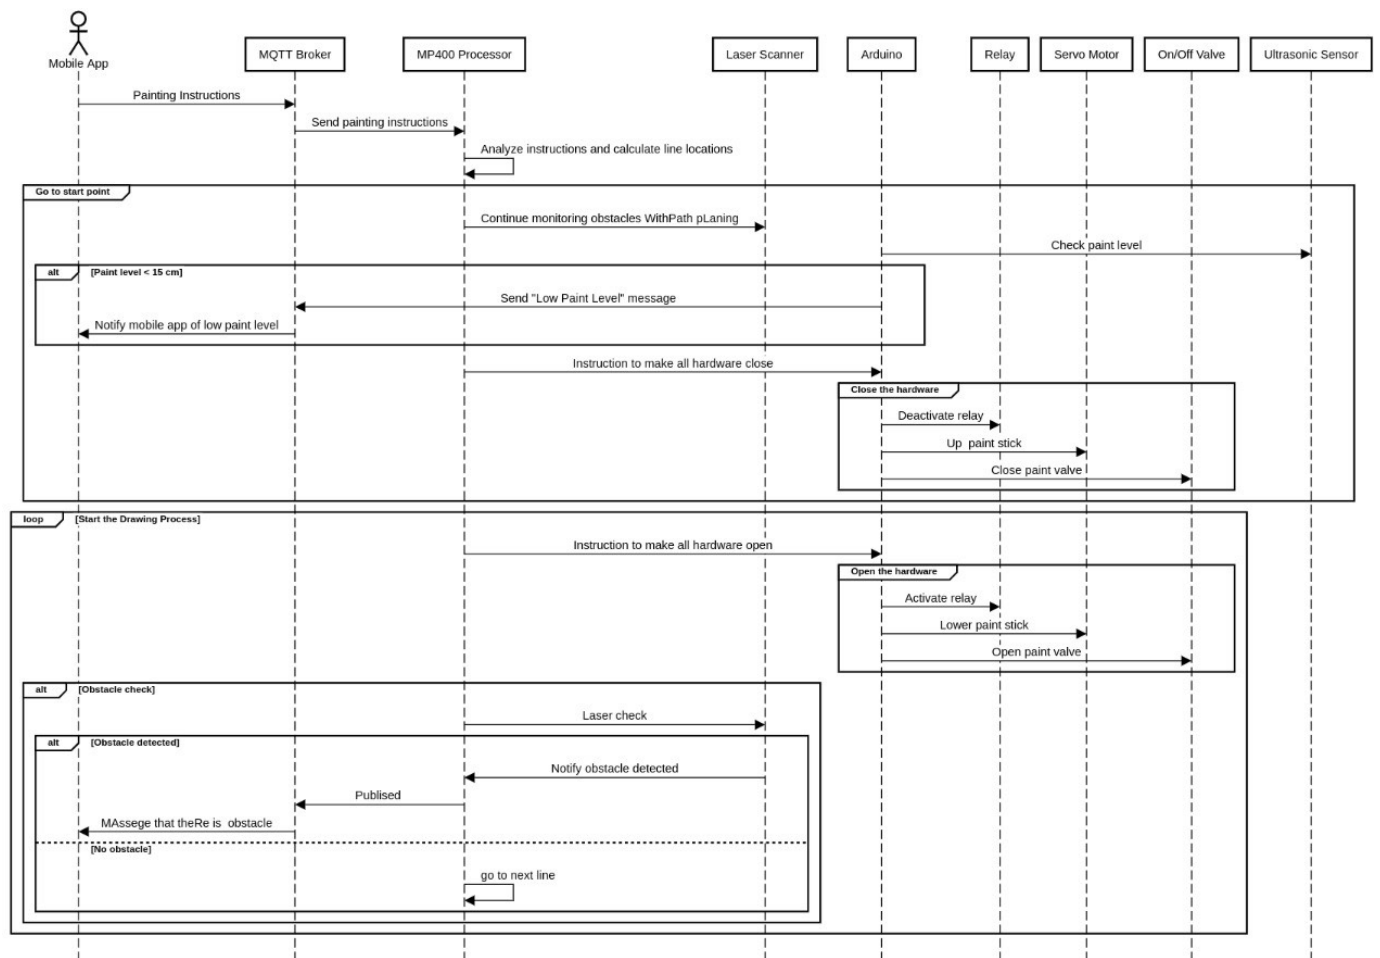 Mobile App
MQTT Broker
MP400 Processor
Laser Scanner
Arduino
Relay
Servo Motor
On/Off Valve
Ultrasonic Sensor
Painting Instructions
Send painting instructions
Analyze instructions and calculate line locations
Go to start point
Continue monitoring obstacles WithPath pLaning
Check paint level
alt [Paint level < 15 cm]
Send "Low Paint Level" message
Notify mobile app of low paint level
Instruction to make all hardware close
Close the hardware
Deactivate relay
Up paint stick
Close paint valve
loop [Start the Drawing Process]
Instruction to make all hardware open
Open the hardware
Activate relay
Lower paint stick
Open paint valve
alt [Obstacle check]
Laser check
alt [Obstacle detected]
Notify obstacle detected
Publised
MAssege that theRe is obstacle
[No obstacle]
go to next line